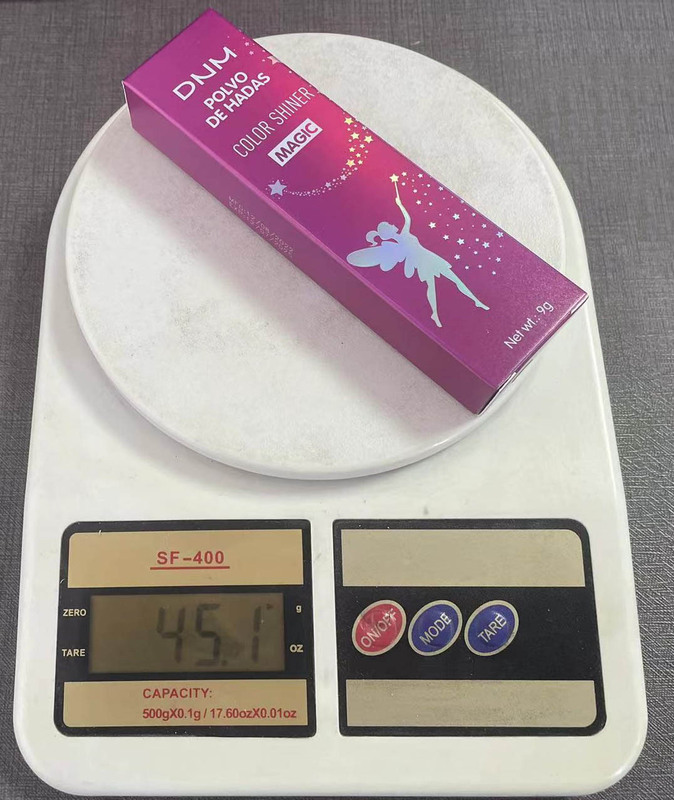 DNM
POLVO
DE HADAS
COLOR SHINER
MAGIC
Net wt.: 9g
SF-400
ZERO
g
45.1
TARE
OZ
CAPACITY:
500gX0.1g / 17.60ozX0.01oz
ON/OFF
MODE
TARE